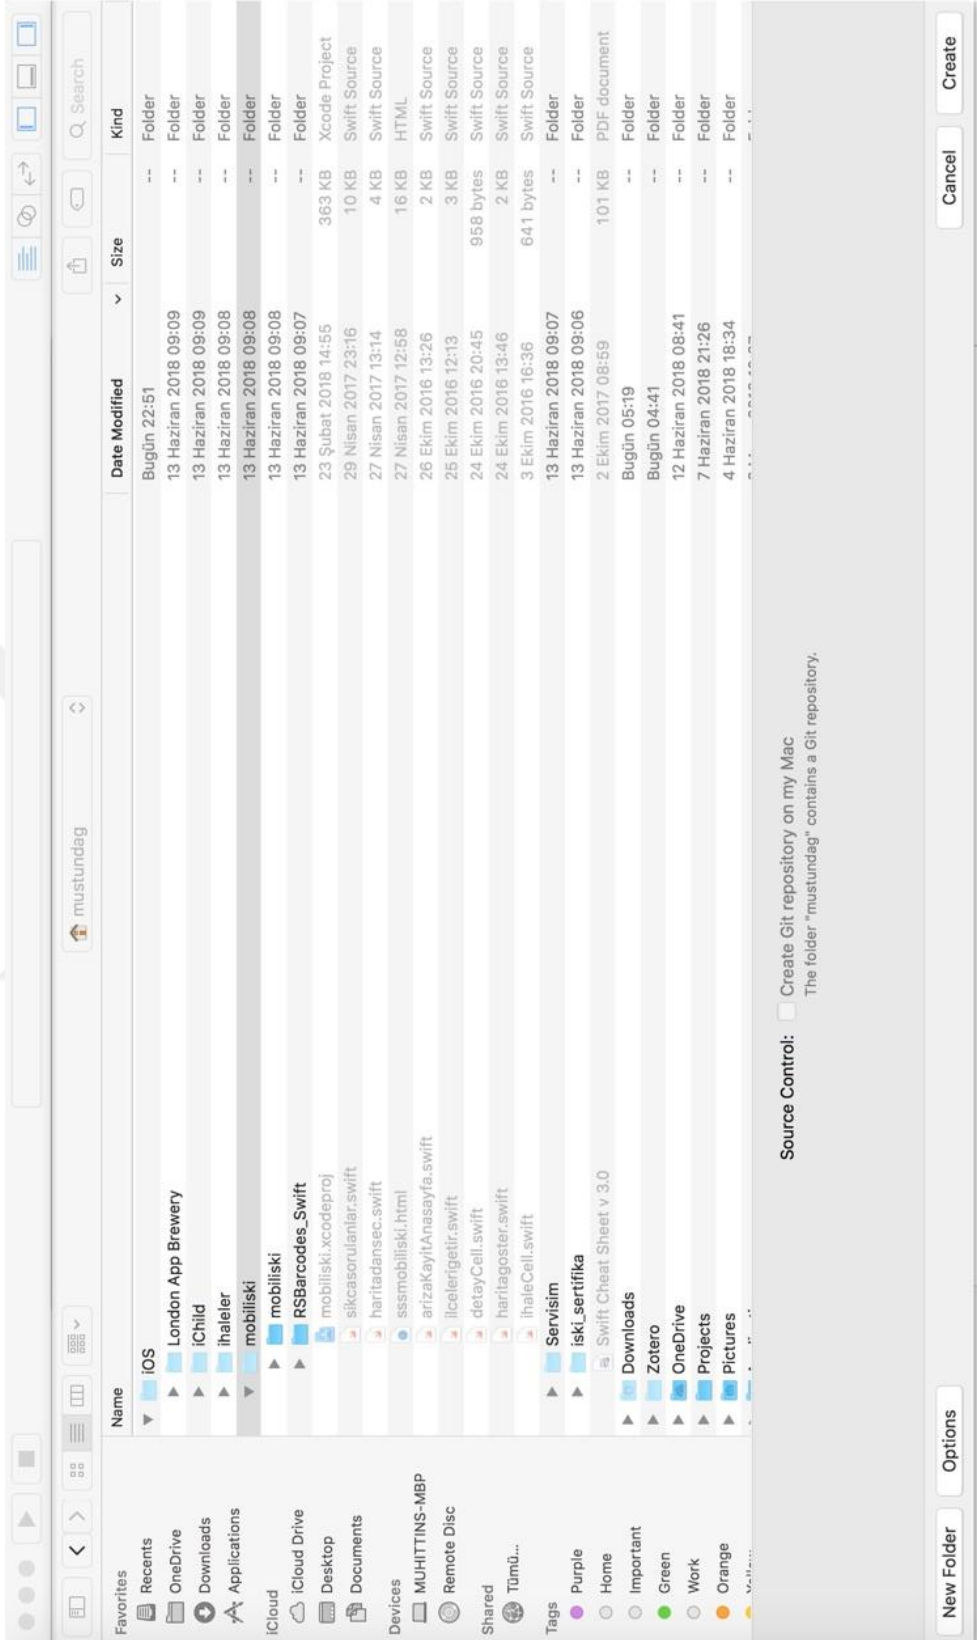 Search
mustundag
Favorites
Recents
OneDrive
Downloads
Applications
iCloud
iCloud Drive
Desktop
Documents
Devices
MUHITTINS-MBP
Remote Disc
Shared
Tümü...
Tags
Purple
Home
Important
Green
Work
Orange
Name Date Modified Size Kind
iOS Bugün 22:51 -- Folder
London App Brewery 13 Haziran 2018 09:09 -- Folder
iChild 13 Haziran 2018 09:09 -- Folder
ihaleler 13 Haziran 2018 09:08 -- Folder
mobiliski 13 Haziran 2018 09:08 -- Folder
mobiliski 13 Haziran 2018 09:08 -- Folder
RSBarcodes_Swift 13 Haziran 2018 09:07 -- Folder
mobiliski.xcodeproj 23 Şubat 2018 14:55 363 KB Xcode Project
sikcasorulanlar.swift 29 Nisan 2017 23:16 10 KB Swift Source
haritadansec.swift 27 Nisan 2017 13:14 4 KB Swift Source
sssmobiliski.html 27 Nisan 2017 12:58 16 KB HTML
arizaKayitAnasayfa.swift 26 Ekim 2016 13:26 2 KB Swift Source
ilcelerigetir.swift 25 Ekim 2016 12:13 3 KB Swift Source
detayCell.swift 24 Ekim 2016 20:45 958 bytes Swift Source
haritagoster.swift 24 Ekim 2016 13:46 2 KB Swift Source
ihaleCell.swift 3 Ekim 2016 16:36 641 bytes Swift Source
Servisim 13 Haziran 2018 09:07 -- Folder
iski_sertifika 13 Haziran 2018 09:06 -- Folder
Swift Cheat Sheet v 3.0 2 Ekim 2017 08:59 101 KB PDF document
Downloads Bugün 05:19 -- Folder
Zotero Bugün 04:41 -- Folder
OneDrive 12 Haziran 2018 08:41 -- Folder
Projects 7 Haziran 2018 21:26 -- Folder
Pictures 4 Haziran 2018 18:34 -- Folder
Source Control: Create Git repository on my Mac
The folder "mustundag" contains a Git repository.
New Folder Options Cancel Create